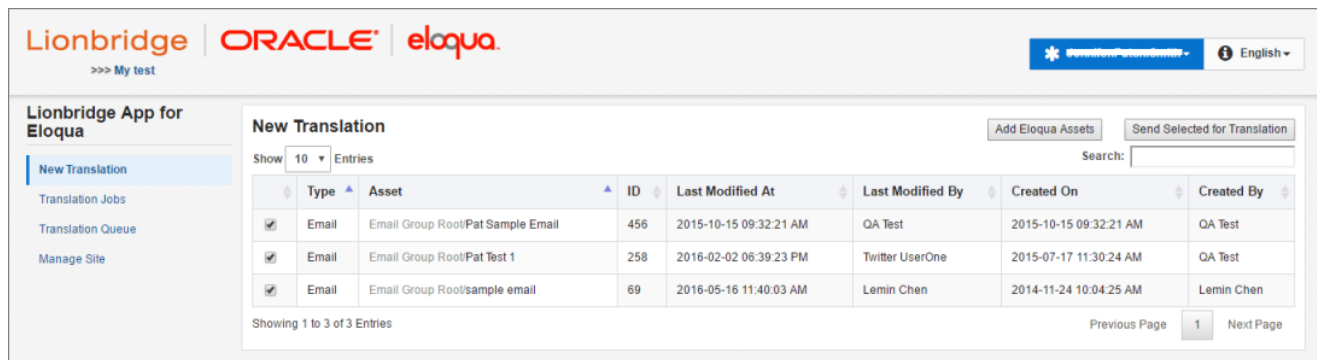 Lionbridge ORACLE® eloqua.
>>> My test
English
Lionbridge App for Eloqua
New Translation
Translation Jobs
Translation Queue
Manage Site
New Translation
Add Eloqua Assets Send Selected for Translation
Show 10 Entries
Search:
Type Asset ID Last Modified At Last Modified By Created On Created By
Email Email Group Root/Pat Sample Email 456 2015-10-15 09:32:21 AM QA Test 2015-10-15 09:32:21 AM QA Test
Email Email Group Root/Pat Test 1 258 2016-02-02 06:39:23 PM Twitter UserOne 2015-07-17 11:30:24 AM QA Test
Email Email Group Root/sample email 69 2016-05-16 11:40:03 AM Lemin Chen 2014-11-24 10:04:25 AM Lemin Chen
Showing 1 to 3 of 3 Entries
Previous Page 1 Next Page